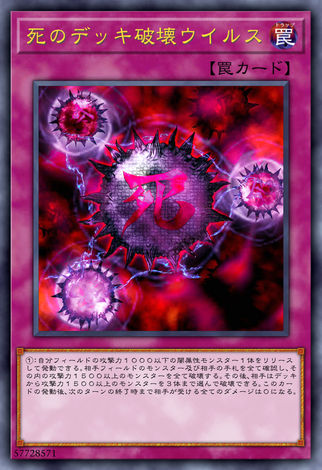 死のデッキ破壊ウイルス
トラップ
罠
【罠カード】
死
①:自分フィールドの攻撃力1000以下の闇属性モンスター1体をリリース
して発動できる。相手フィールドのモンスター及び相手の手札を全て確認し、そ
の内の攻撃力1500以上のモンスターを全て破壊する。その後、相手はデッキ
から攻撃力1500以上のモンスターを3体まで選んで破壊できる。このカー
ドの発動後、次のターンの終了時まで相手が受ける全てのダメージは0になる。
57728571